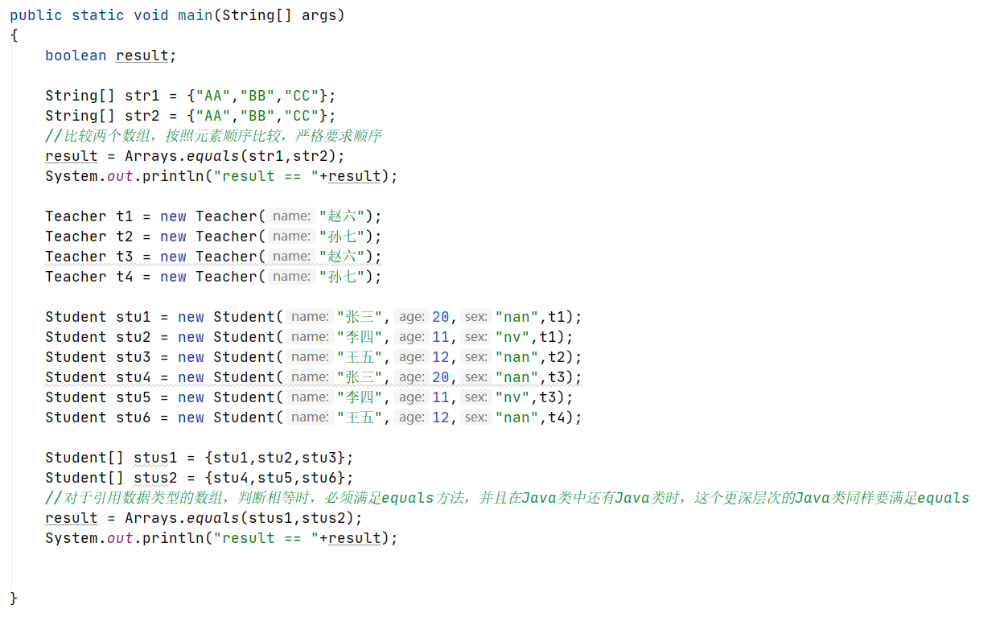 public static void main(String[] args)
{
boolean result;
String[] str1 = {"AA","BB","CC"};
String[] str2 = {"AA","BB","CC"};
//比较两个数组，按照元素顺序比较，严格要求顺序
result = Arrays.equals(str1,str2);
System.out.println("result == "+result);
Teacher t1 = new Teacher( name: "赵六");
Teacher t2 = new Teacher( name: "孙七");
Teacher t3 = new Teacher( name: "赵六");
Teacher t4 = new Teacher( name: "孙七");
Student stu1 = new Student( name: "张三", age: 20, sex: "nan",t1);
Student stu2 = new Student( name: "李四", age: 11, sex: "nv",t1);
Student stu3 = new Student( name: "王五", age: 12, sex: "nan",t2);
Student stu4 = new Student( name: "张三", age: 20, sex: "nan",t3);
Student stu5 = new Student( name: "李四", age: 11, sex: "nv",t3);
Student stu6 = new Student( name: "王五", age: 12, sex: "nan",t4);
Student[] stus1 = {stu1,stu2,stu3};
Student[] stus2 = {stu4,stu5,stu6};
//对于引用数据类型的数组，判断相等时，必须满足equals方法，并且在Java类中还有Java类时，这个更深层次的Java类同样要满足equals
result = Arrays.equals(stus1,stus2);
System.out.println("result == "+result);
}